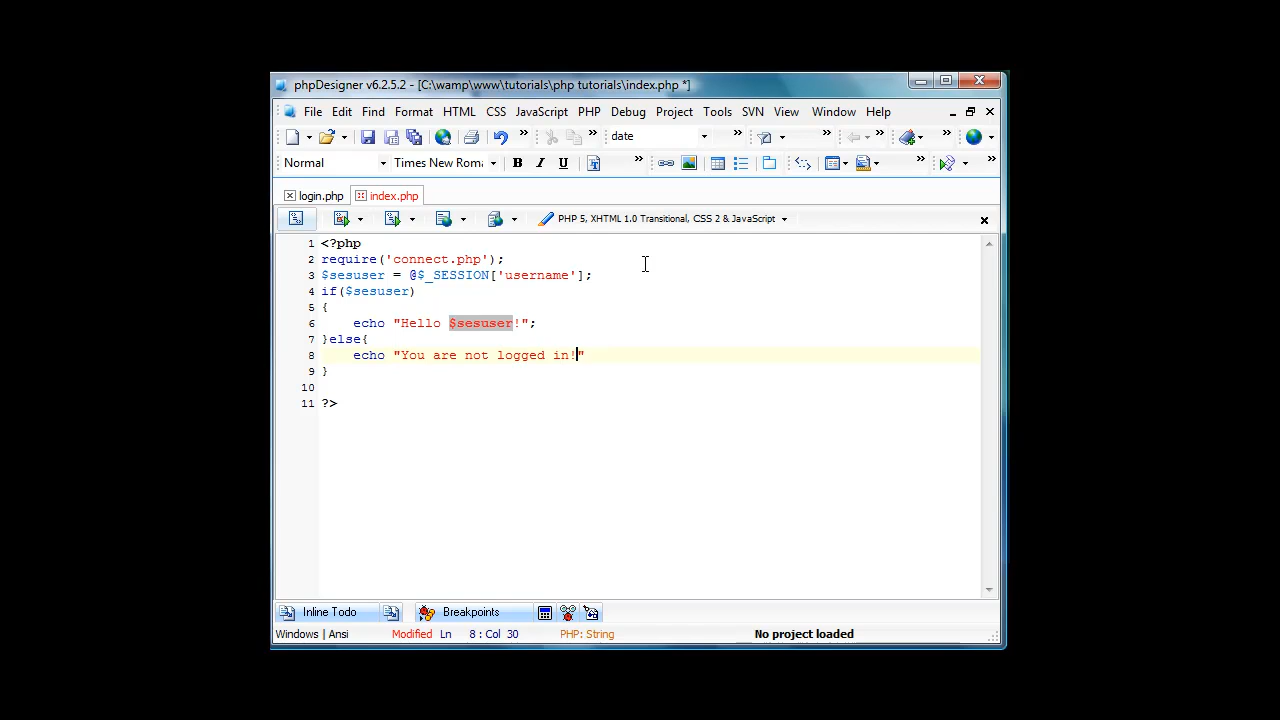 phpDesigner v6.2.5.2 - [C:\wamp\www\tutorials\php tutorials\index.php *]
File Edit Find Format HTML CSS JavaScript PHP Debug Project Tools SVN View Window Help
date
Normal Times New Roma B I U
login.php index.php
PHP 5, XHTML 1.0 Transitional, CSS 2 & JavaScript
1 <?php
2 require('connect.php');
3 $sesuser = @$_SESSION['username'];
4 if($sesuser)
5 {
6 echo "Hello $sesuser!";
7 }else{
8 echo "You are not logged in!"
9 }
10
11 ?>
Inline Todo Breakpoints
Windows | Ansi Modified Ln 8 : Col 30 PHP: String No project loaded